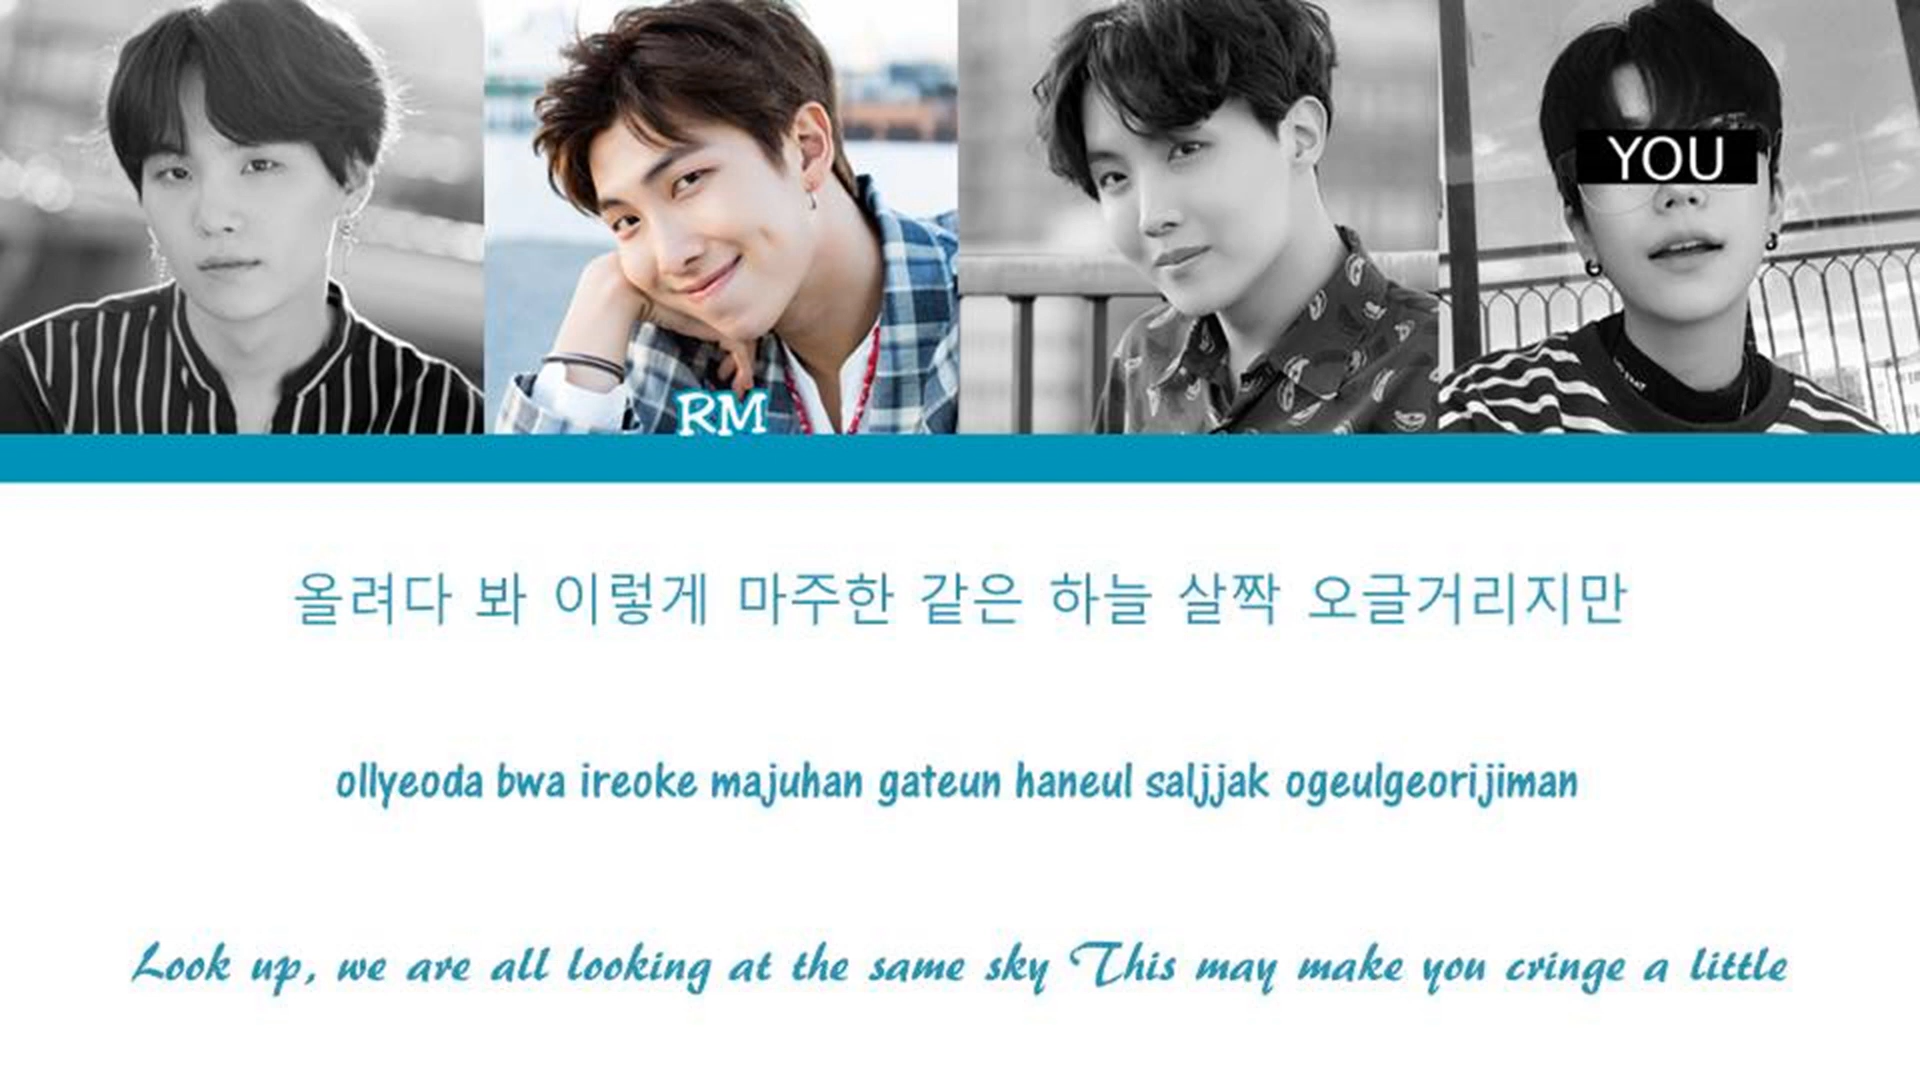 YOU
RM
올려다 봐 이렇게 마주한 같은 하늘 살짝 오글거리지만
ollyeoda bwa ireoke majuhan gateun haneul saljjak ogeulgeorijiman
Look up, we are all looking at the same sky This may make you cringe a little